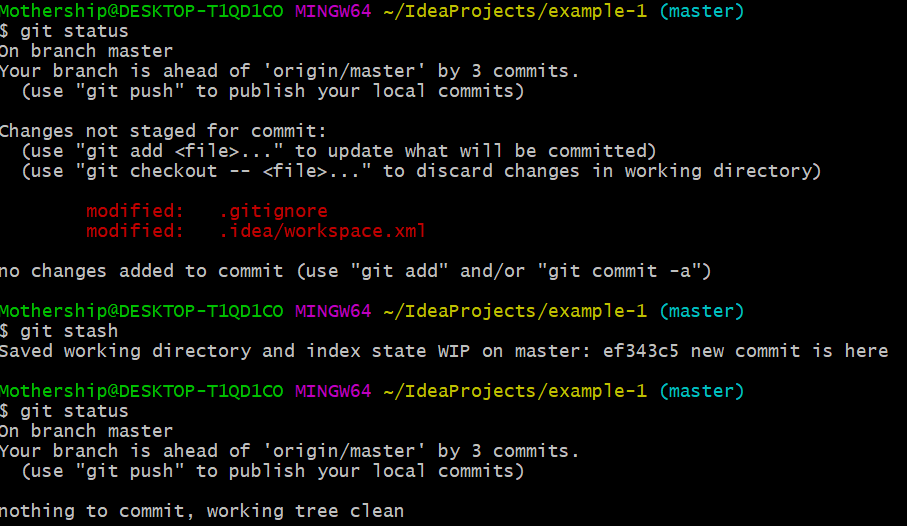 Mothership@DESKTOP-T1QD1CO MINGW64 ~/IdeaProjects/example-1 (master)
$ git status
On branch master
Your branch is ahead of 'origin/master' by 3 commits.
  (use "git push" to publish your local commits)

Changes not staged for commit:
  (use "git add <file>..." to update what will be committed)
  (use "git checkout -- <file>..." to discard changes in working directory)

        modified:   .gitignore
        modified:   .idea/workspace.xml

no changes added to commit (use "git add" and/or "git commit -a")

Mothership@DESKTOP-T1QD1CO MINGW64 ~/IdeaProjects/example-1 (master)
$ git stash
Saved working directory and index state WIP on master: ef343c5 new commit is here

Mothership@DESKTOP-T1QD1CO MINGW64 ~/IdeaProjects/example-1 (master)
$ git status
On branch master
Your branch is ahead of 'origin/master' by 3 commits.
  (use "git push" to publish your local commits)

nothing to commit, working tree clean